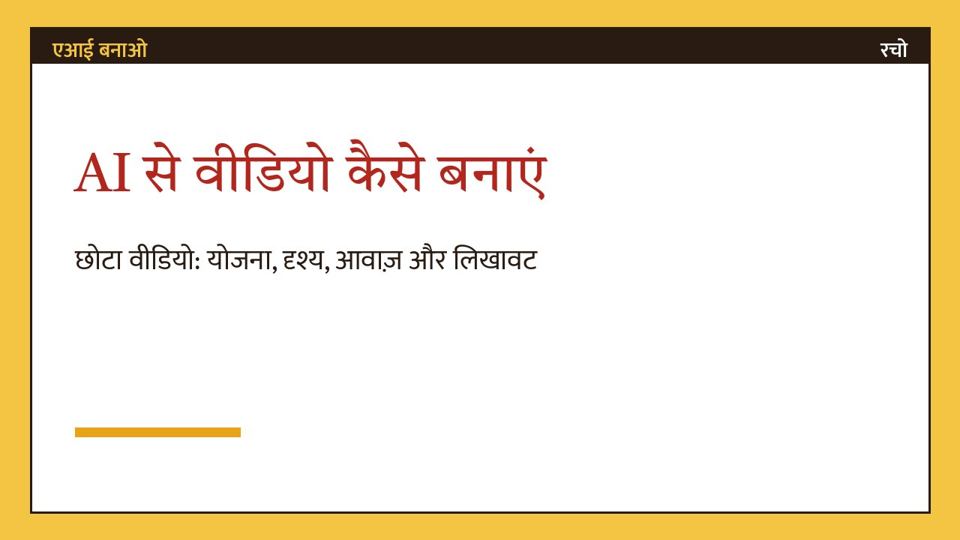 एआई बनाओ
रचो
AI से वीडियो कैसे बनाएं
छोटा वीडियो: योजना, दृश्य, आवाज़ और लिखावट